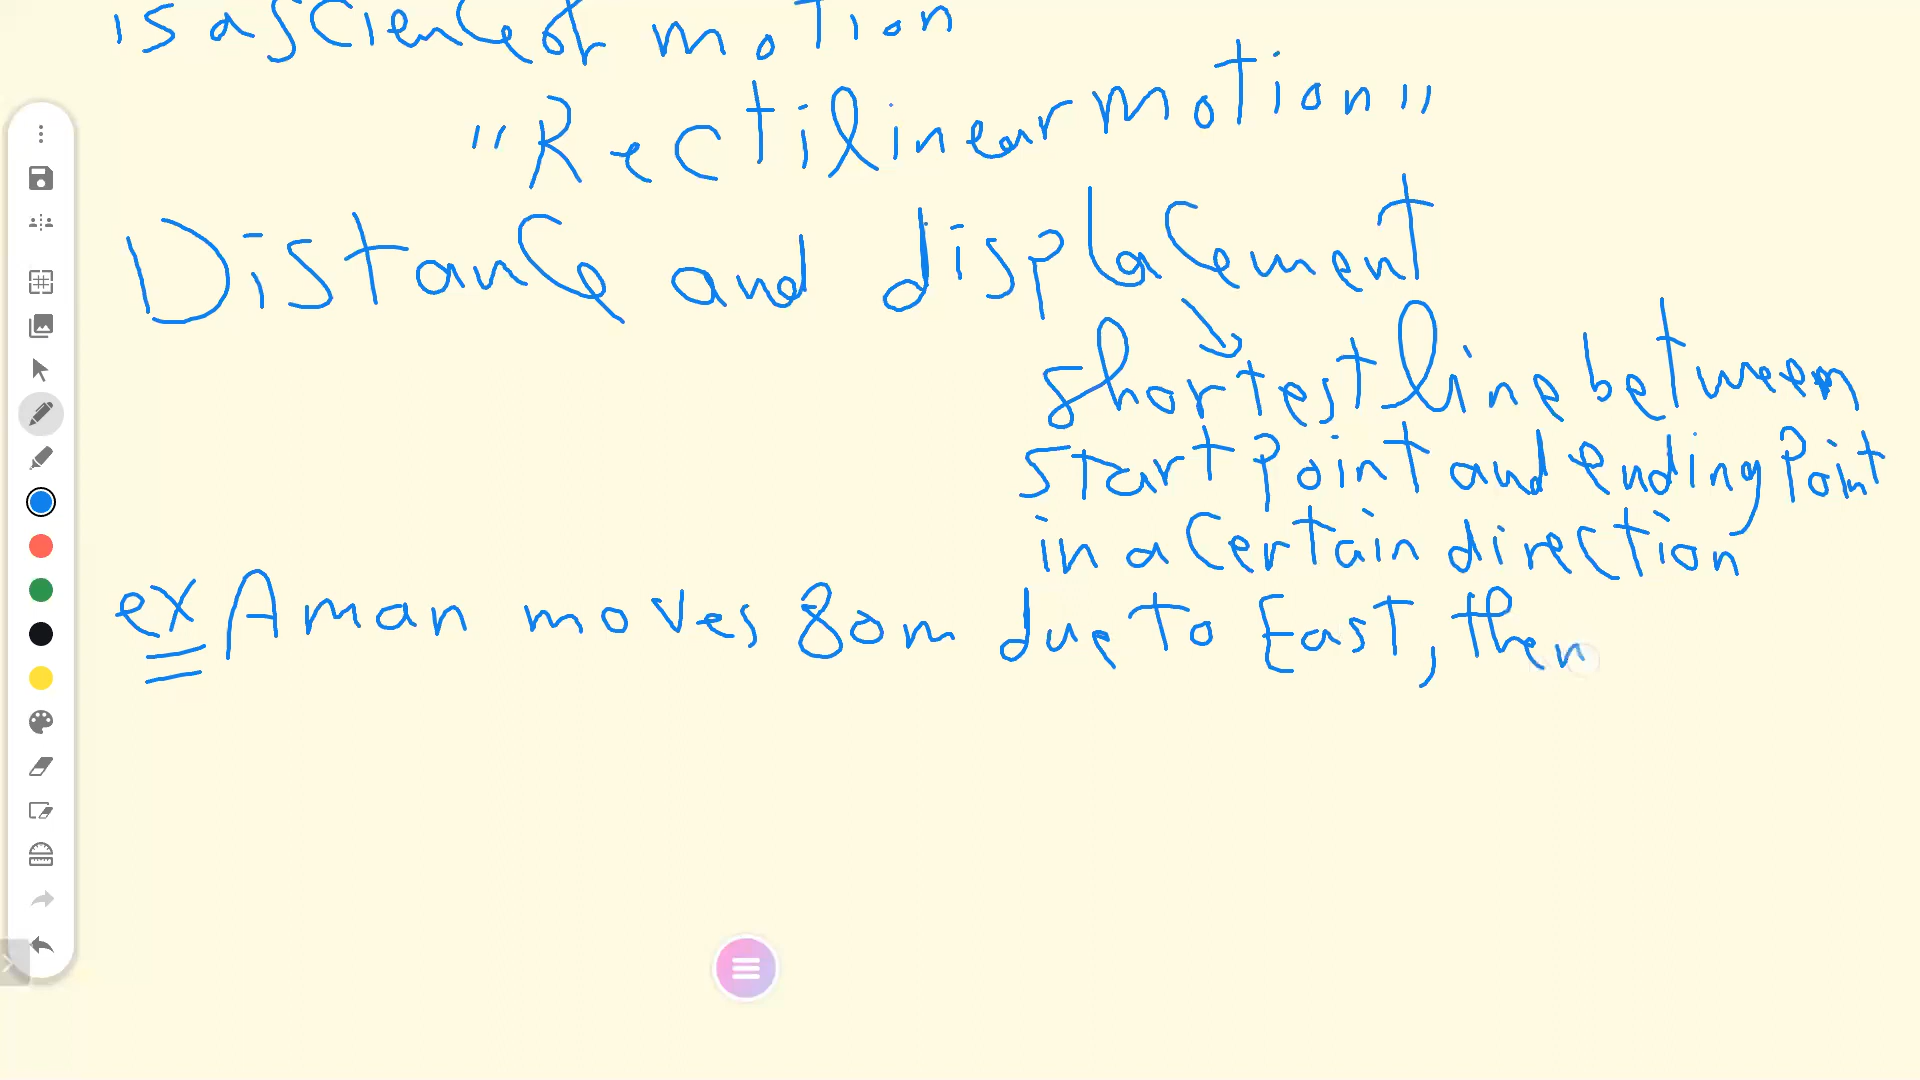 is a science of motion
"Rectilinear motion"
Distance and displacement
shortest line between
start point and ending point
in a certain direction
ex A man moves 80m due to East, then